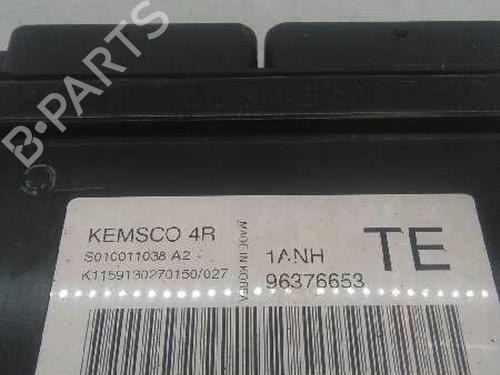 B-PARTS
KEMSCO 4R
S010011038 A2
K1159130270150/027
MADE IN KOREA
1ANH
96376653
TE